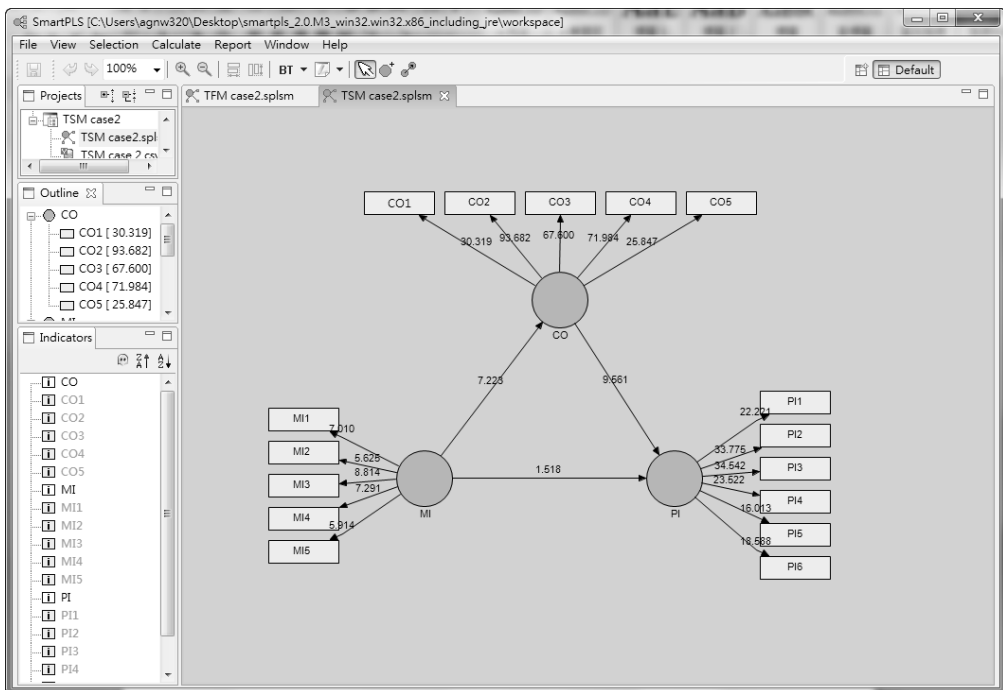 SmartPLS [C:\Users\agnw320\Desktop\smartpls_2.0.M3_win32.win32.x86_including_jre\workspace]
File View Selection Calculate Report Window Help
100% BT Default
Projects
TSM case2
TSM case2.spl
TSM case 2.cs
Outline
CO
CO1 [ 30.319]
CO2 [ 93.682]
CO3 [ 67.600]
CO4 [ 71.984]
CO5 [ 25.847]
MI
Indicators
CO
CO1
CO2
CO3
CO4
CO5
MI
MI1
MI2
MI3
MI4
MI5
PI
PI1
PI2
PI3
PI4
TFM case2.splsm TSM case2.splsm
CO1 CO2 CO3 CO4 CO5
30.319 93.682 67.600 71.984 25.847
CO
7.223 9.561
MI1
7.010
MI2
5.625
MI3
8.814
7.291
MI4
5.914
MI5
MI
1.518
PI
PI1
22.221
PI2
33.775
PI3
34.542
23.522
PI4
16.013
PI5
18.588
PI6